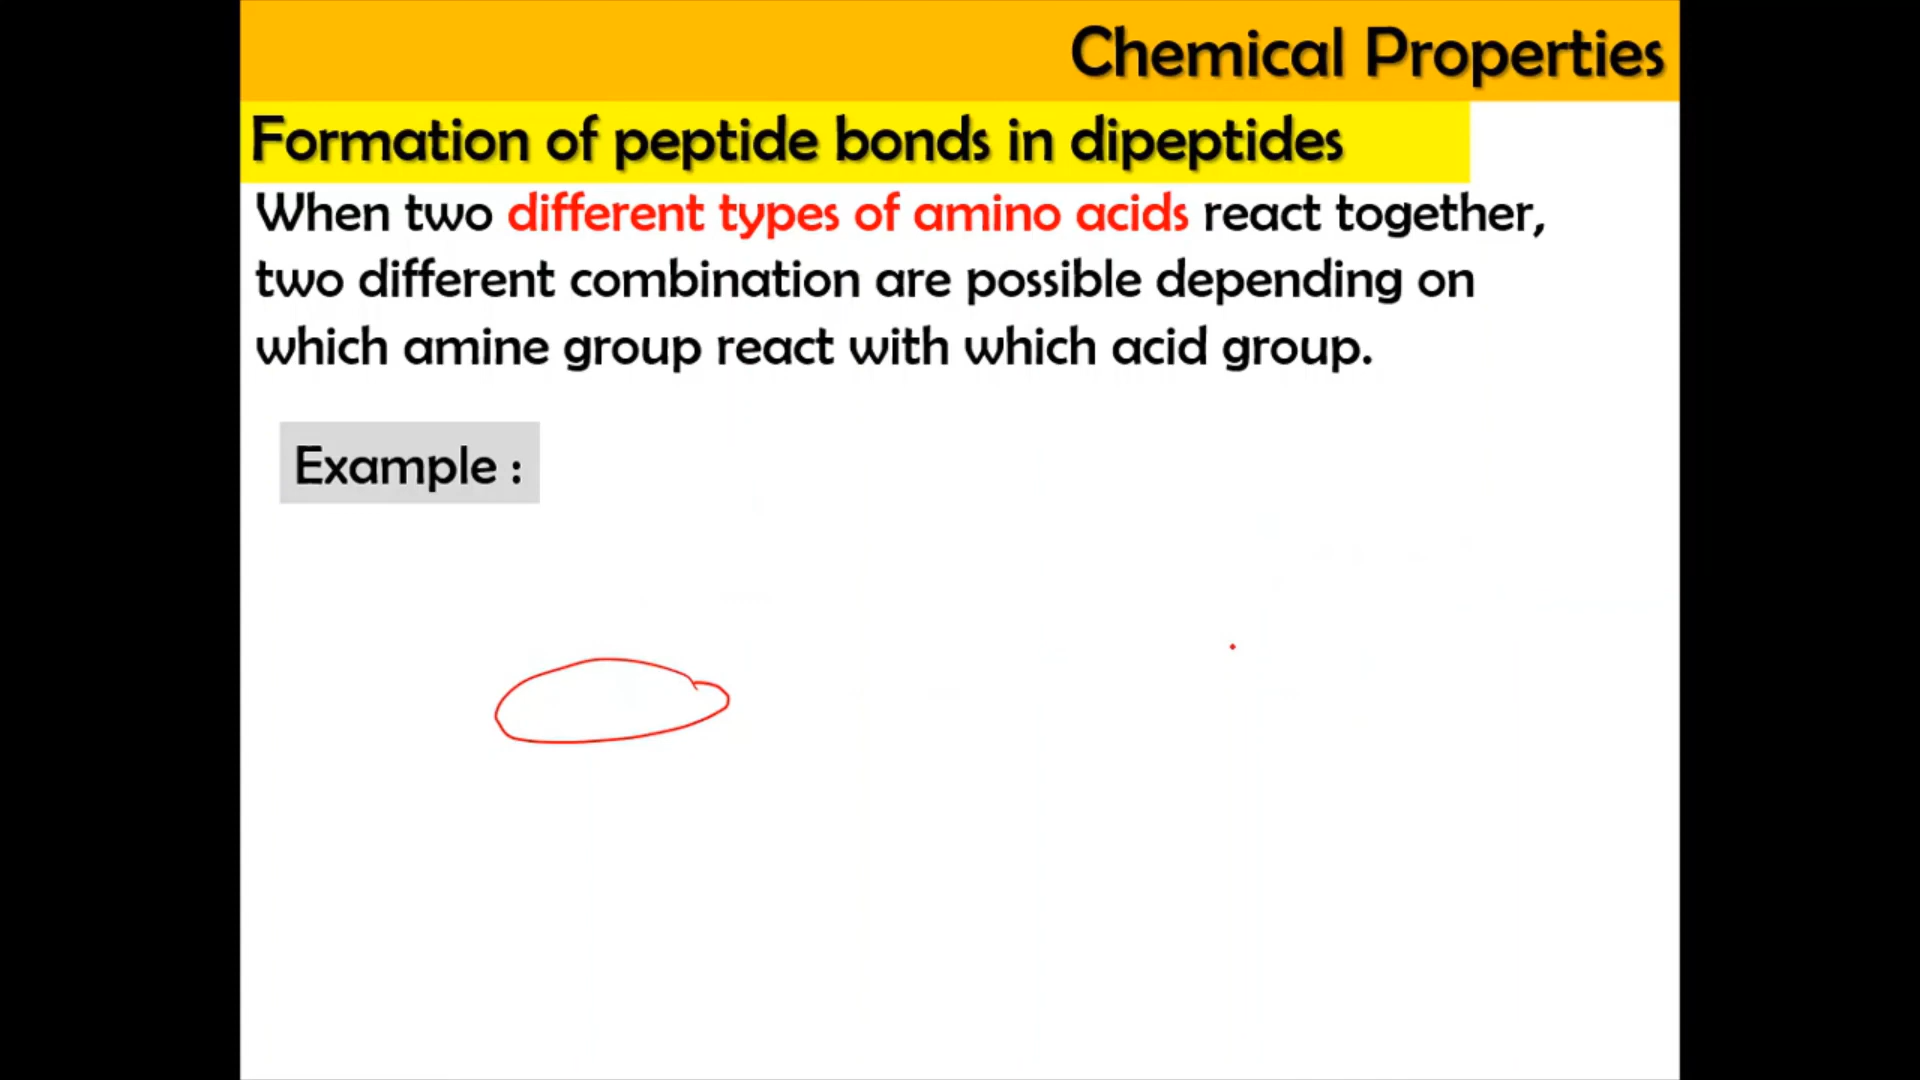 Chemical Properties
Formation of peptide bonds in dipeptides
When two different types of amino acids react together,
two different combination are possible depending on
which amine group react with which acid group.
Example :